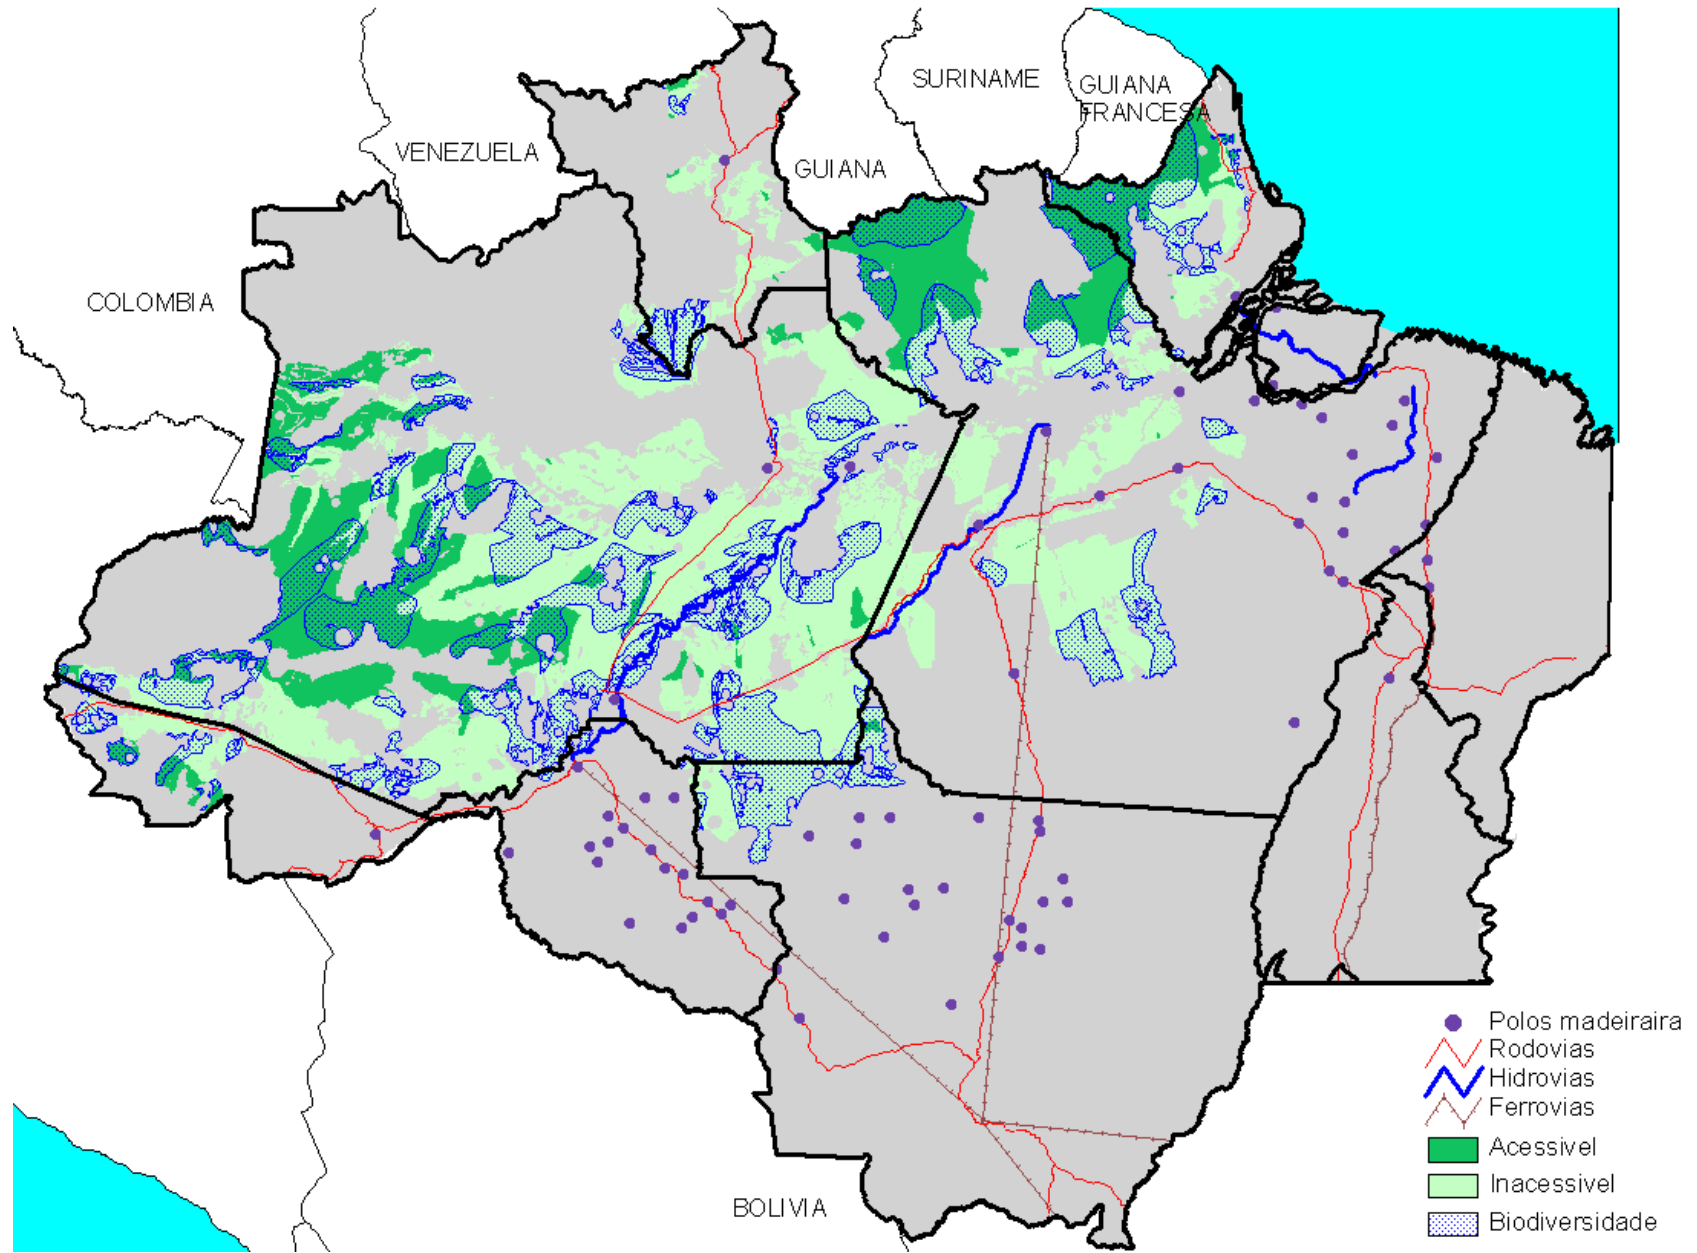 SURINAME
GUIANA
FRANCESA
VENEZUELA
GUIANA
COLOMBIA
BOLIVIA
Polos madeiraira
Rodovias
Hidrovias
Ferrovias
Acessivel
Inacessivel
Biodiversidade